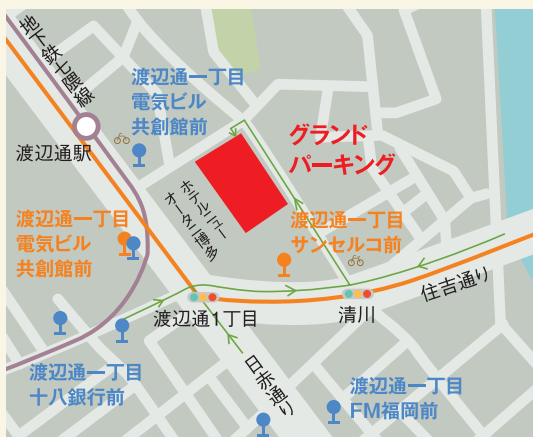 地下鉄七隈線
渡辺通一丁目
電気ビル
共創館前
渡辺通駅
グランド
パーキング
ホテルニュー
オータニ博多
渡辺通一丁目
電気ビル
共創館前
渡辺通一丁目
サンセルコ前
住吉通り
渡辺通1丁目
清川
日赤通り
渡辺通一丁目
十八銀行前
渡辺通一丁目
FM福岡前